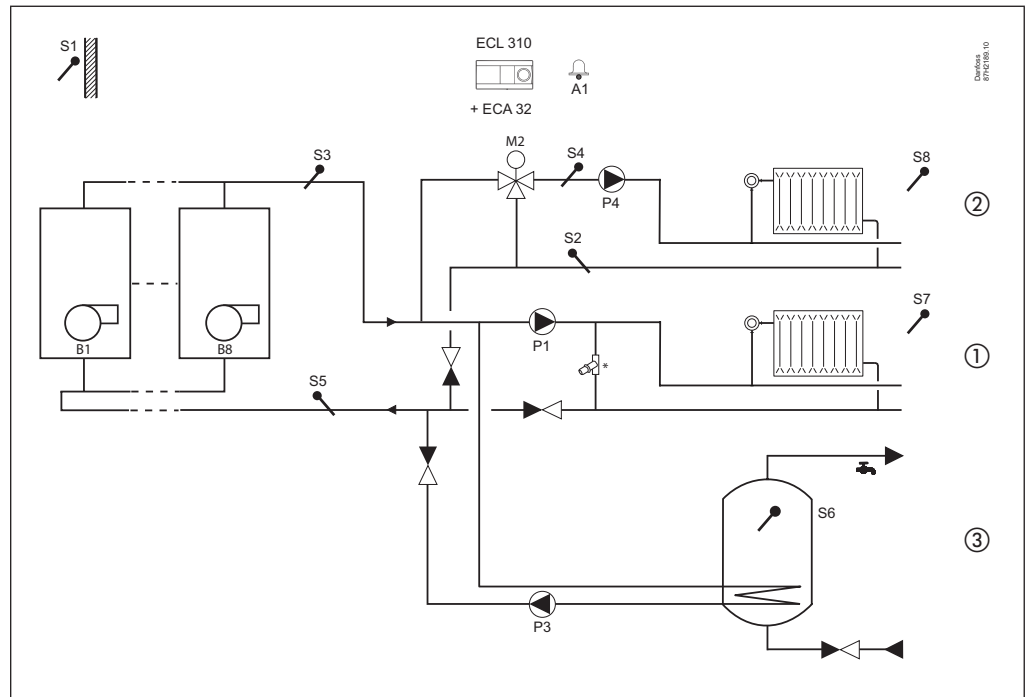 S1
ECL 310
A1
+ ECA 32
Danfoss
87H2189.10
M2
S3
S4
S8
P4
②
S2
B1
B8
S7
P1
*
①
S5
S6
③
P3